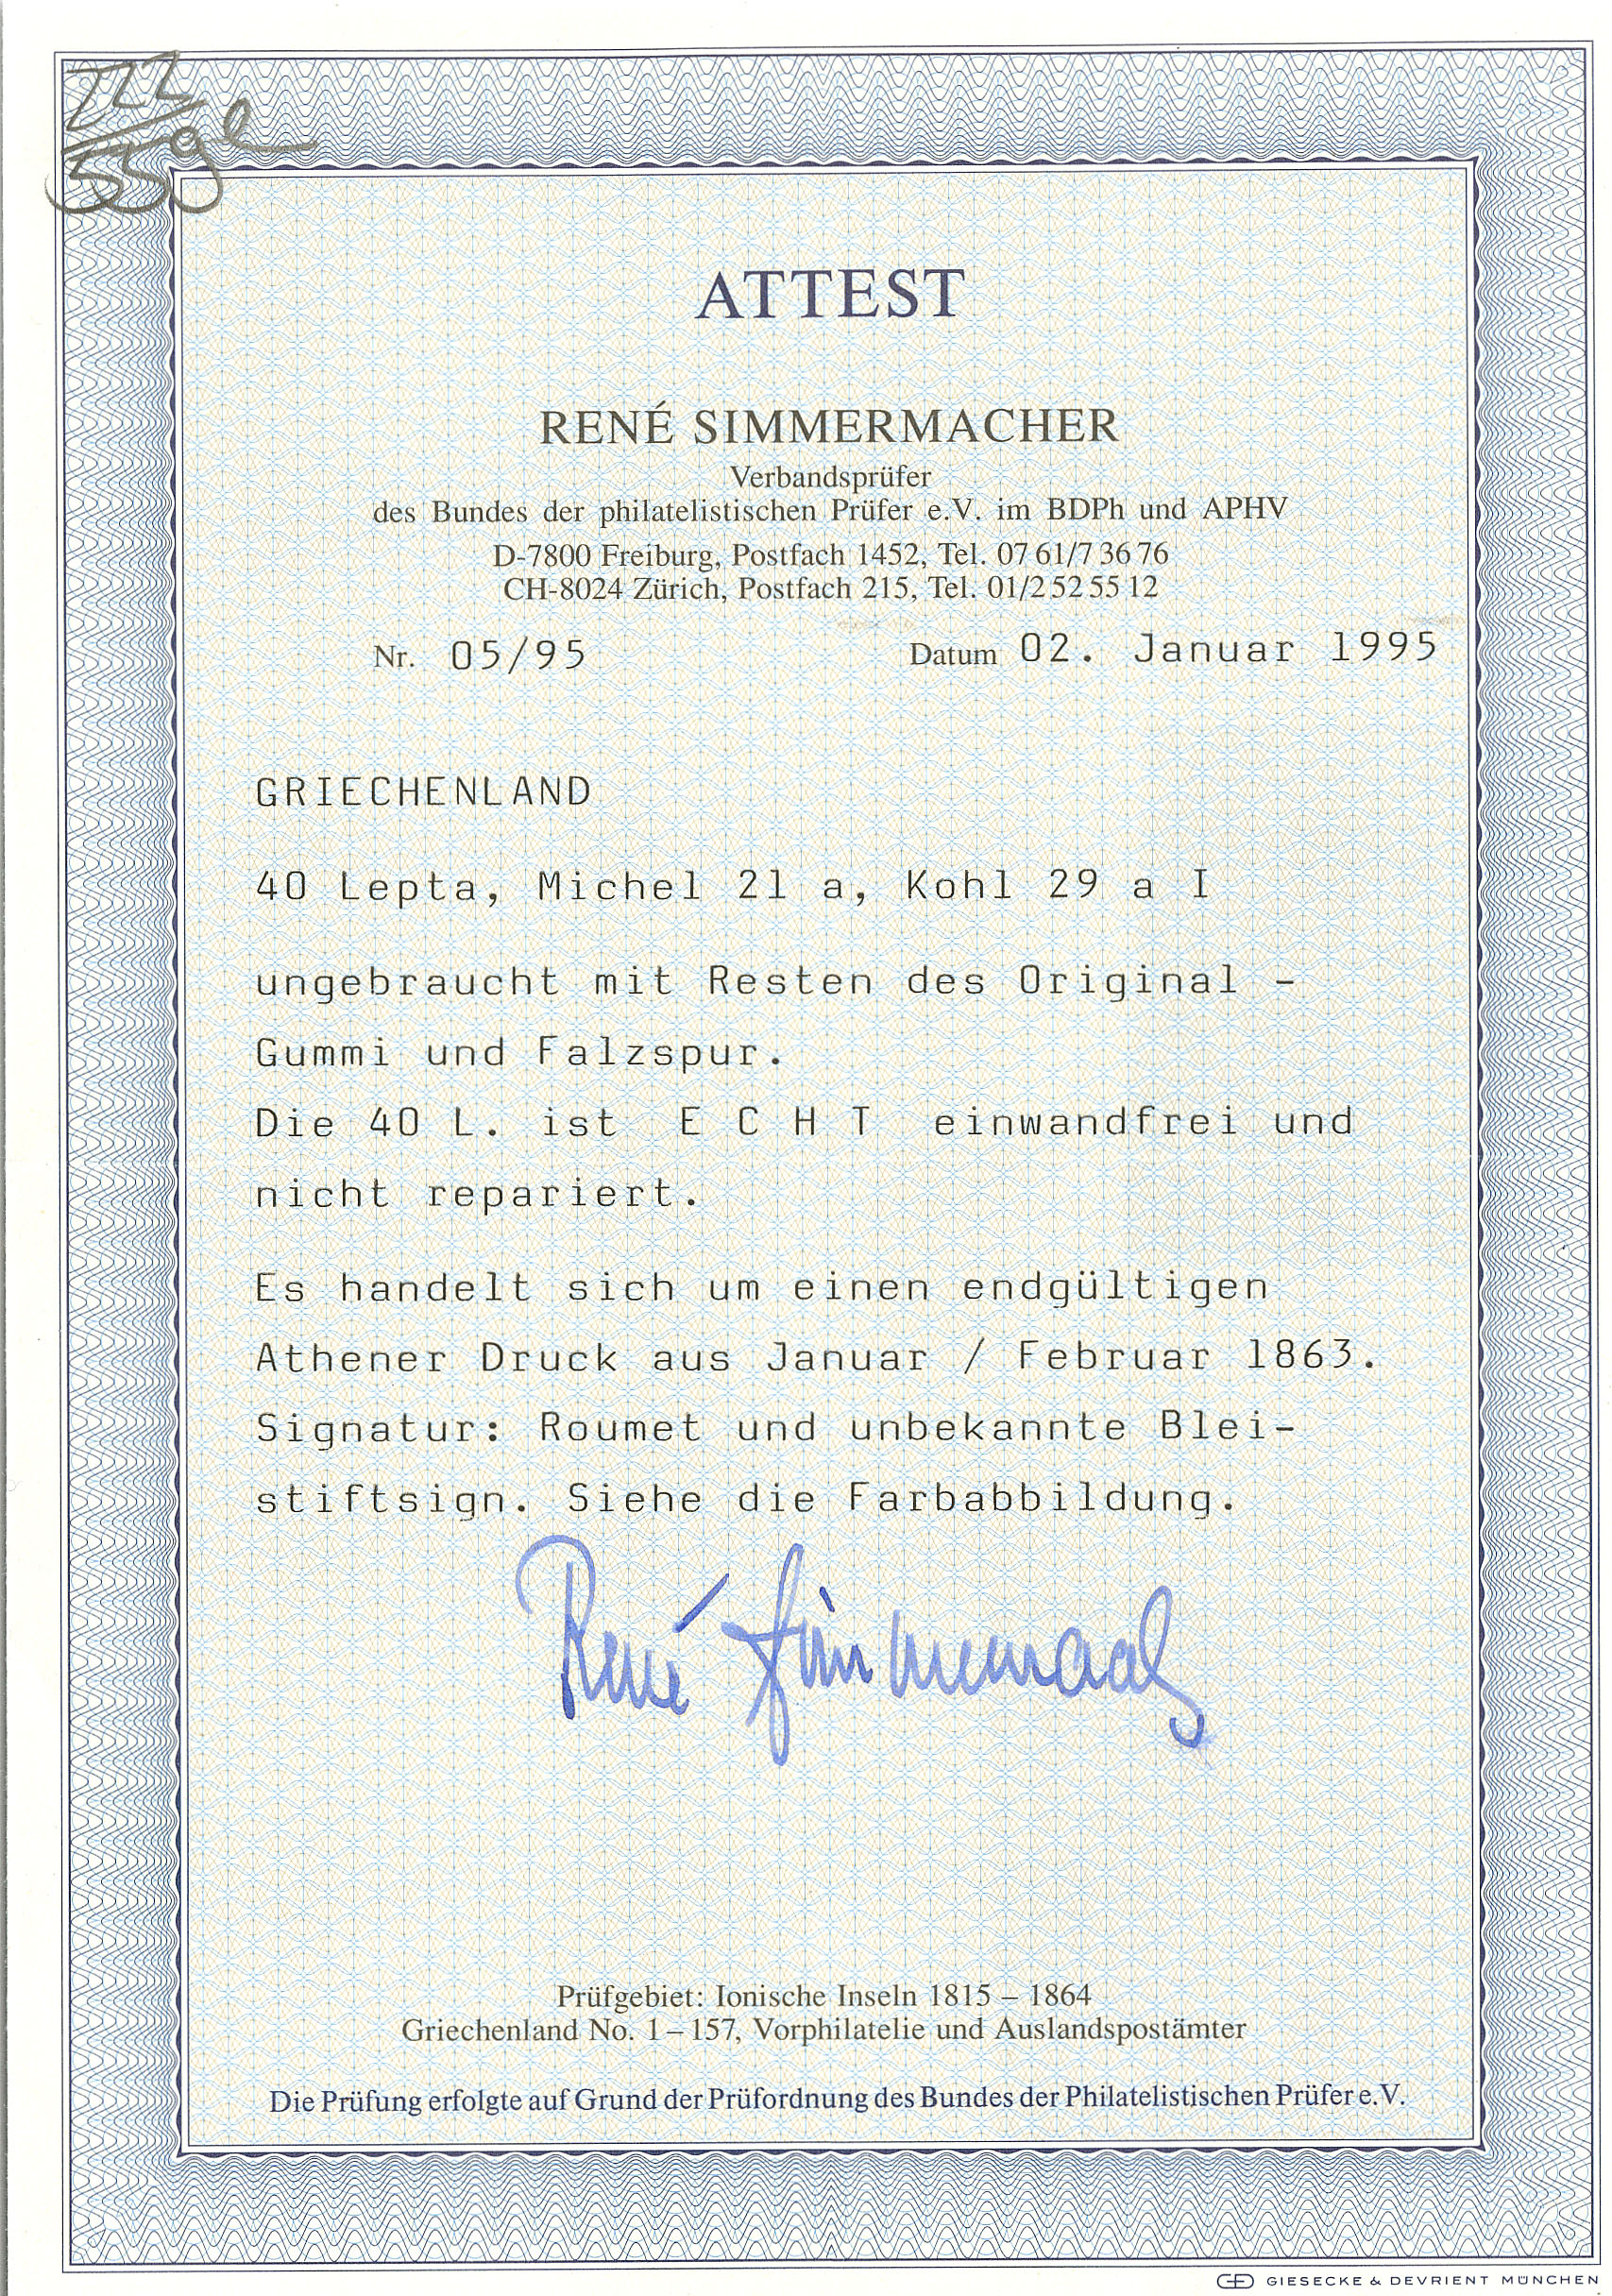 ATTEST
RENÉ SIMMERMACHER
Verbandsprüfer
des Bundes der philatelistischen Prüfer e.V. im BDPh und APHV
D-7800 Freiburg, Postfach 1452, Tel. 07 61/7 36 76
CH-8024 Zürich, Postfach 215, Tel. 01/2 52 55 12
Nr. 05/95 Datum 02. Januar 1995
GRIECHENLAND
40 Lepta, Michel 21 a, Kohl 29 a I
ungebraucht mit Resten des Original -
Gummi und Falzspur.
Die 40 L. ist E C H T einwandfrei und
nicht repariert.
Es handelt sich um einen endgültigen
Athener Druck aus Januar / Februar 1863.
Signatur: Roumet und unbekannte Blei-
stiftsign. Siehe die Farbabbildung.
René Simmermacher
Prüfgebiet: Ionische Inseln 1815 – 1864
Griechenland No. 1 – 157, Vorphilatelie und Auslandspostämter
Die Prüfung erfolgte auf Grund der Prüfordnung des Bundes der Philatelistischen Prüfer e.V.
GIESECKE & DEVRIENT MÜNCHEN